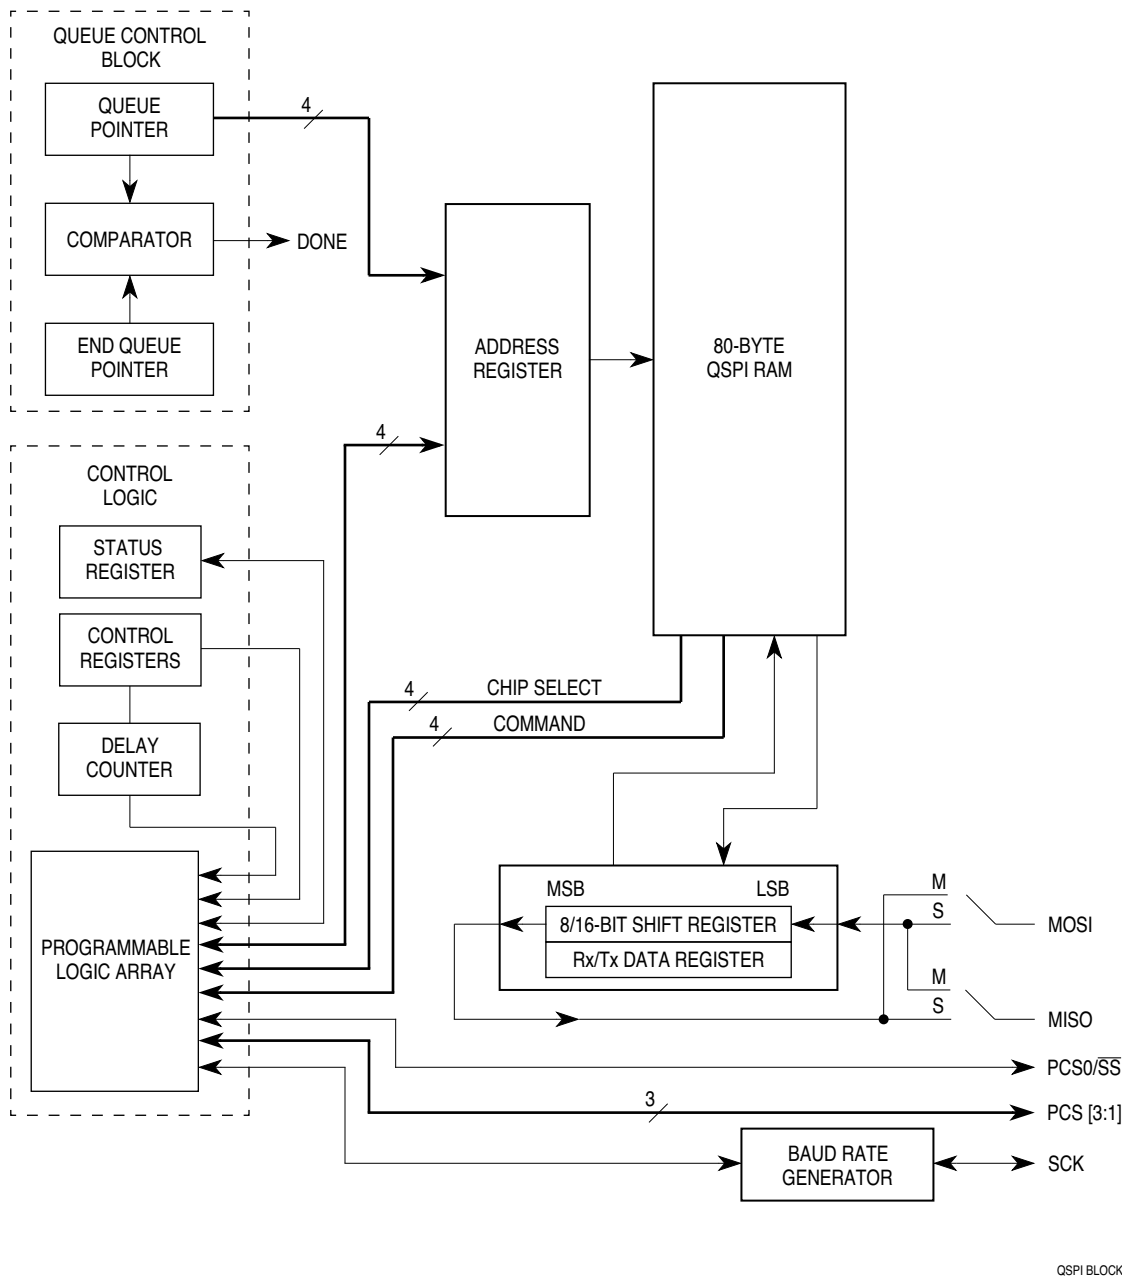 QUEUE CONTROL
BLOCK
QUEUE
POINTER
4
COMPARATOR
DONE
END QUEUE
POINTER
ADDRESS
REGISTER
80-BYTE
QSPI RAM
4
CONTROL
LOGIC
STATUS
REGISTER
CONTROL
REGISTERS
DELAY
COUNTER
4
CHIP SELECT
4
COMMAND
PROGRAMMABLE
LOGIC ARRAY
MSB
LSB
8/16-BIT SHIFT REGISTER
Rx/Tx DATA REGISTER
M
S
MOSI
M
S
MISO
PCS0/S̅S̅
3
PCS [3:1]
BAUD RATE
GENERATOR
SCK
QSPI BLOCK